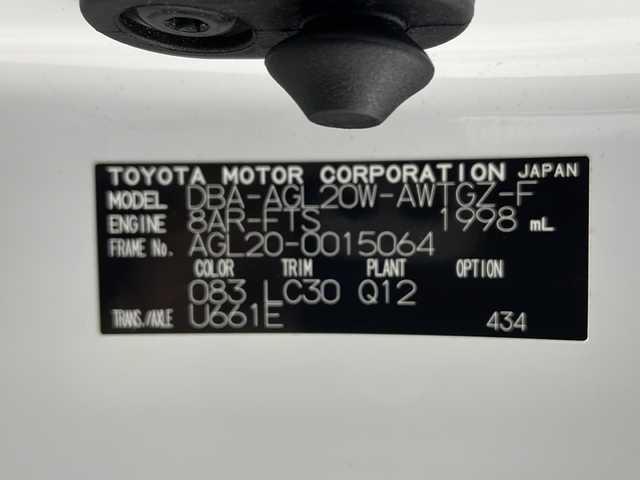 TOYOTA MOTOR CORPORATION JAPAN
MODEL DBA-AGL20W-AWTGZ-F
ENGINE 8AR-FTS 1998 mL
FRAME No. AGL20-0015064
COLOR TRIM PLANT OPTION
083 LC30 Q12
TRANS./AXLE U661E 434